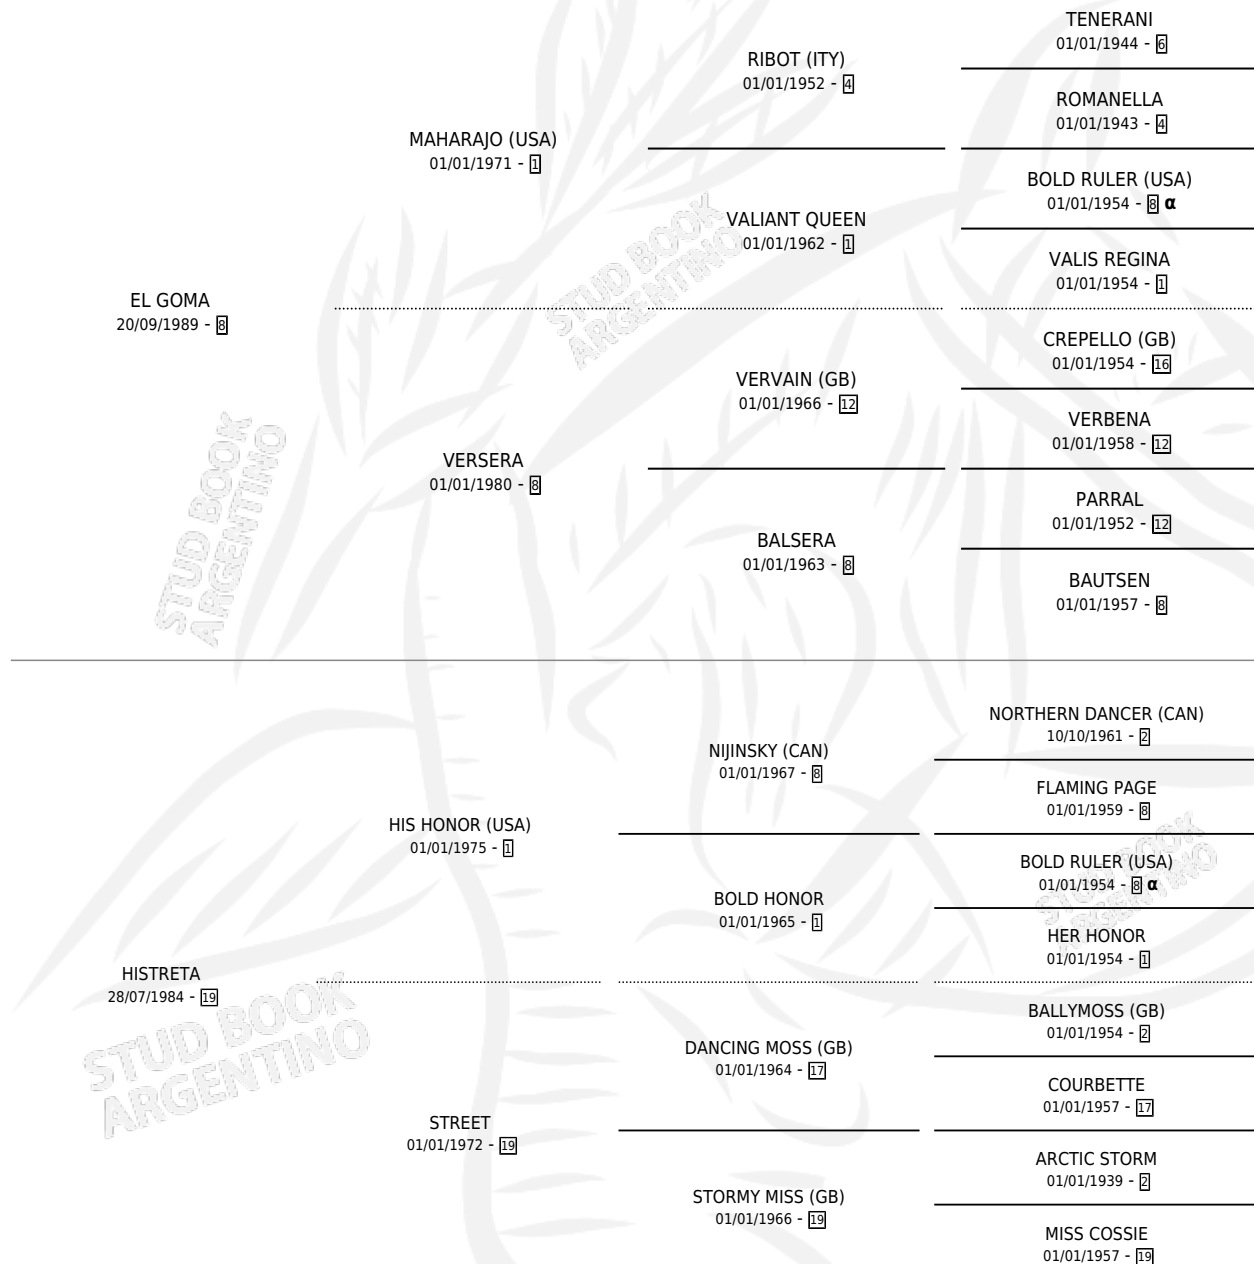 TENERANI
01/01/1944 - 6
RIBOT (ITY)
01/01/1952 - 4
ROMANELLA
01/01/1943 - 4
MAHARAJO (USA)
01/01/1971 - 1
BOLD RULER (USA)
01/01/1954 - 8 α
VALIANT QUEEN
01/01/1962 - 1
VALIS REGINA
01/01/1954 - 1
STUD BOOK
ARGENTINO
EL GOMA
20/09/1989 - 8
CREPELLO (GB)
01/01/1954 - 16
VERVAIN (GB)
01/01/1966 - 12
VERBENA
01/01/1958 - 12
VERSERA
01/01/1980 - 8
PARRAL
01/01/1952 - 12
BALSERA
01/01/1963 - 8
BAUTSEN
01/01/1957 - 8
STUD BOOK
ARGENTINO
NORTHERN DANCER (CAN)
10/10/1961 - 2
NIJINSKY (CAN)
01/01/1967 - 8
FLAMING PAGE
01/01/1959 - 8
HIS HONOR (USA)
01/01/1975 - 1
BOLD RULER (USA)
01/01/1954 - 8 α
STUD BOOK
ARGENTINO
BOLD HONOR
01/01/1965 - 1
HER HONOR
01/01/1954 - 1
HISTRETA
28/07/1984 - 19
STUD BOOK
ARGENTINO
BALLYMOSS (GB)
01/01/1954 - 2
DANCING MOSS (GB)
01/01/1964 - 17
COURBETTE
01/01/1957 - 17
STREET
01/01/1972 - 19
ARCTIC STORM
01/01/1939 - 2
STORMY MISS (GB)
01/01/1966 - 19
MISS COSSIE
01/01/1957 - 19